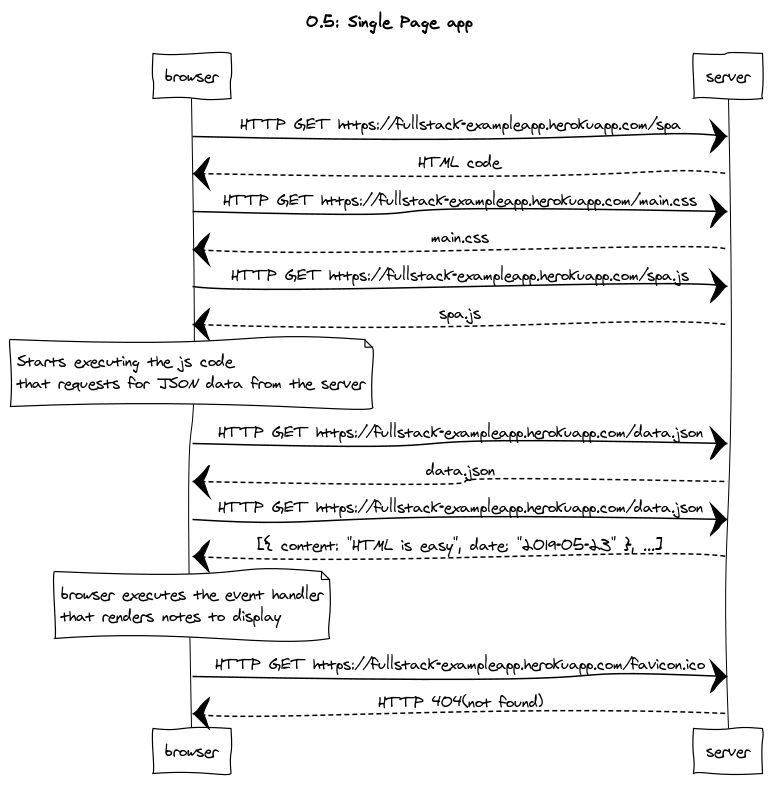 0.5: Single Page app
browser
server
HTTP GET https://fullstack-exampleapp.herokuapp.com/spa
HTML code
HTTP GET https://fullstack-exampleapp.herokuapp.com/main.css
main.css
HTTP GET https://fullstack-exampleapp.herokuapp.com/spa.js
spa.js
Starts executing the js code
that requests for JSON data from the server
HTTP GET https://fullstack-exampleapp.herokuapp.com/data.json
data.json
HTTP GET https://fullstack-exampleapp.herokuapp.com/data.json
[{ content: "HTML is easy", date: "2019-05-23" }, ...]
browser executes the event handler
that renders notes to display
HTTP GET https://fullstack-exampleapp.herokuapp.com/favicon.ico
HTTP 404(not found)
browser
server